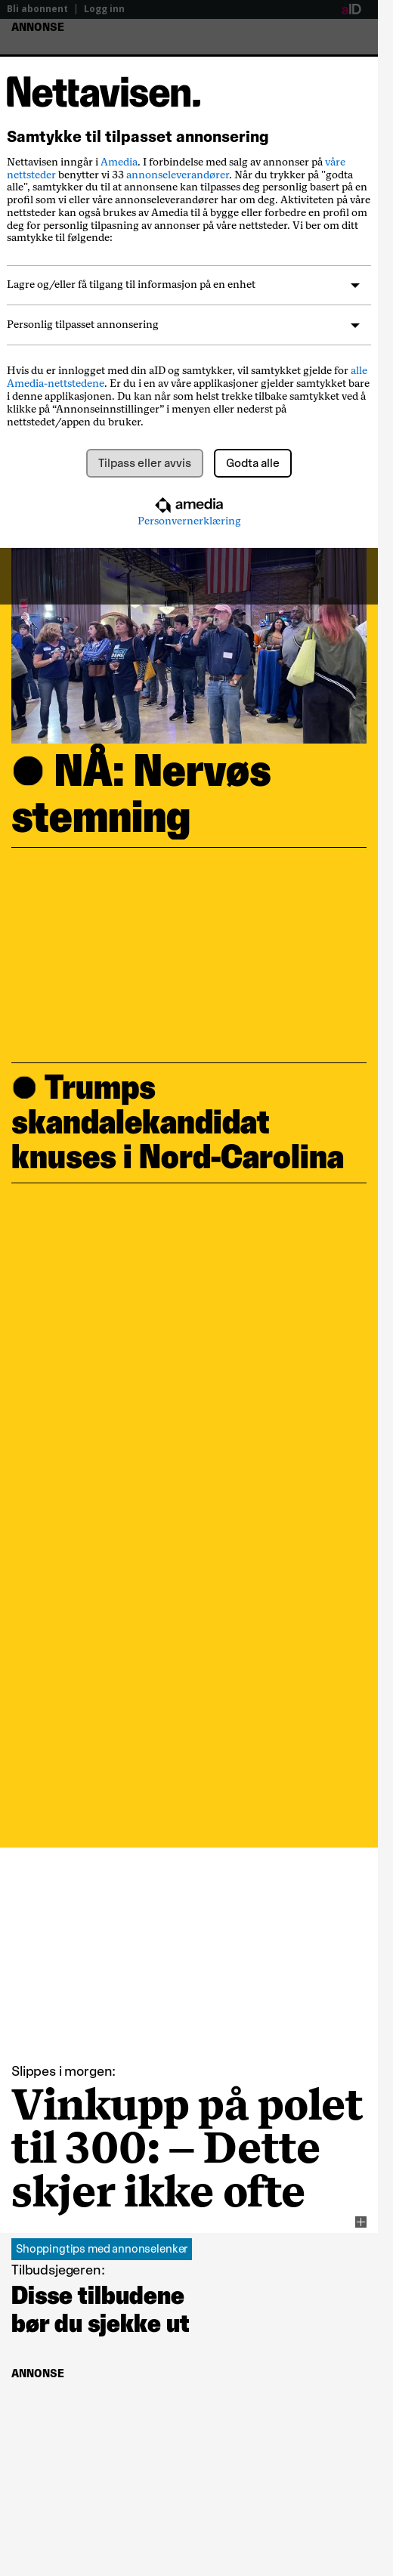 Bli abonnent | Logg inn
aID
ANNONSE
Nettavisen.
Samtykke til tilpasset annonsering
Nettavisen inngår i Amedia. I forbindelse med salg av annonser på våre
nettsteder benytter vi 33 annonseleverandører. Når du trykker på "godta
alle", samtykker du til at annonsene kan tilpasses deg personlig basert på en
profil som vi eller våre annonseleverandører har om deg. Aktiviteten på våre
nettsteder kan også brukes av Amedia til å bygge eller forbedre en profil om
deg for personlig tilpasning av annonser på våre nettsteder. Vi ber om ditt
samtykke til følgende:
Lagre og/eller få tilgang til informasjon på en enhet
Personlig tilpasset annonsering
Hvis du er innlogget med din aID og samtykker, vil samtykket gjelde for alle
Amedia-nettstedene. Er du i en av våre applikasjoner gjelder samtykket bare
i denne applikasjonen. Du kan når som helst trekke tilbake samtykket ved å
klikke på “Annonseinnstillinger” i menyen eller nederst på
nettstedet/appen du bruker.
Tilpass eller avvis
Godta alle
amedia
Personvernerklæring
● NÅ: Nervøs
stemning
● Trumps
skandalekandidat
knuses i Nord-Carolina
Slippes i morgen:
Vinkupp på polet
til 300: – Dette
skjer ikke ofte
Shoppingtips med annonselenker
Tilbudsjegeren:
Disse tilbudene
bør du sjekke ut
ANNONSE